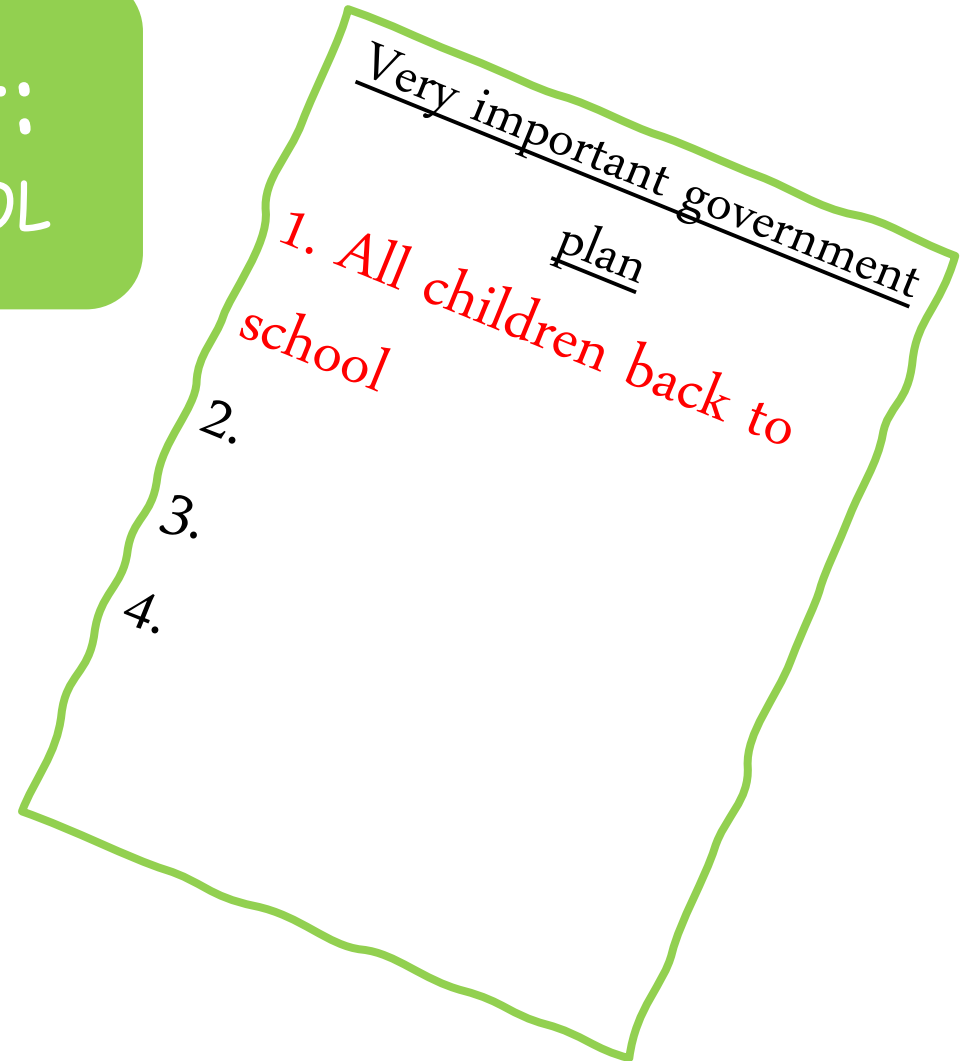 Very important government
plan
1. All children back to
school
2.
3.
4.